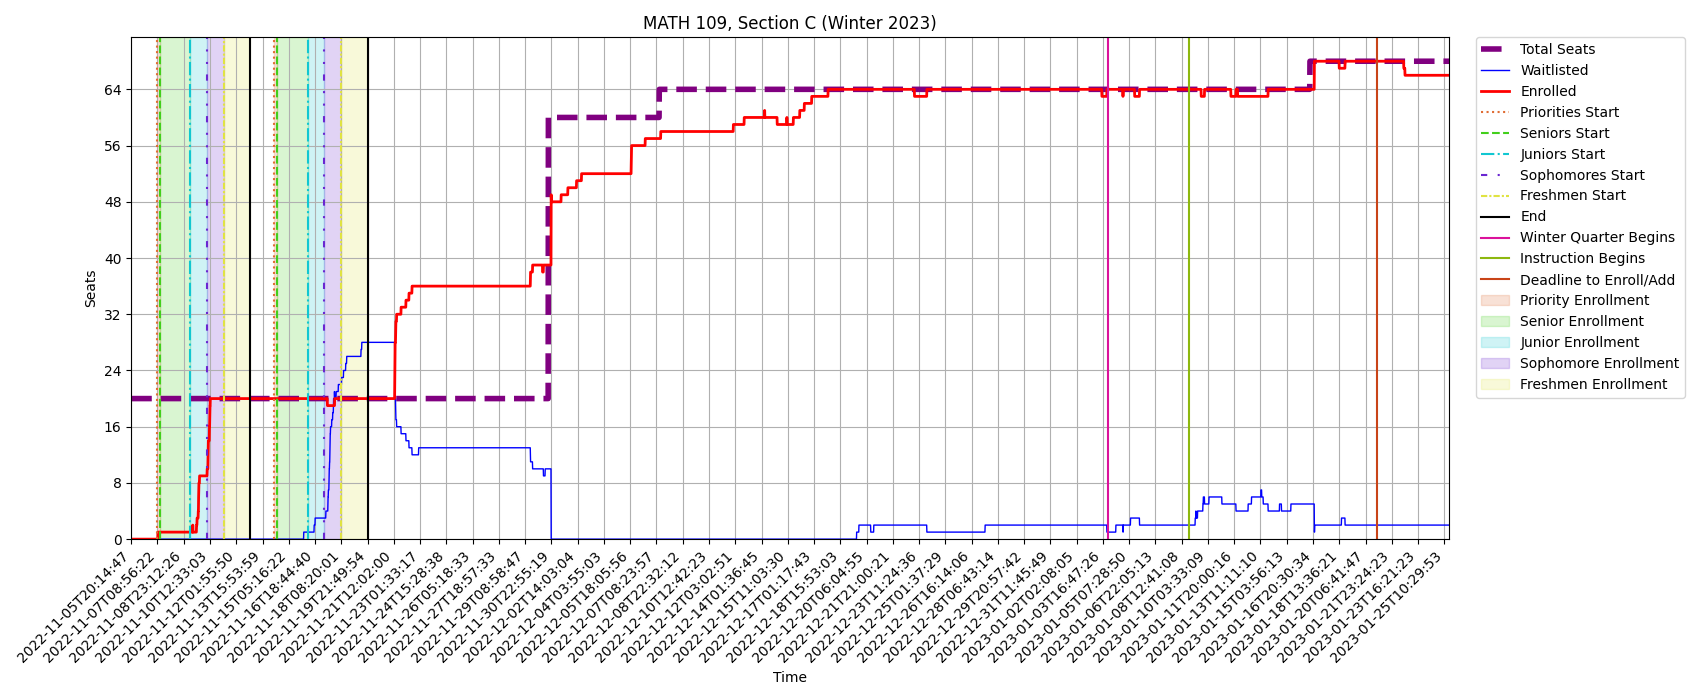 MATH 109, Section C (Winter 2023)
Seats
64
56
48
40
32
24
16
8
0
2022-11-05T20:14:47
2022-11-07T08:56:22
2022-11-08T23:12:26
2022-11-10T12:33:03
2022-11-12T01:55:50
2022-11-13T15:53:59
2022-11-15T05:16:22
2022-11-16T18:44:40
2022-11-18T08:20:01
2022-11-19T21:49:54
2022-11-21T12:02:00
2022-11-23T01:33:17
2022-11-24T15:28:38
2022-11-26T05:18:33
2022-11-27T18:57:33
2022-11-29T08:58:47
2022-11-30T22:55:19
2022-12-02T14:03:04
2022-12-04T03:55:03
2022-12-05T18:05:56
2022-12-07T08:23:57
2022-12-08T22:32:12
2022-12-10T12:42:23
2022-12-12T03:02:51
2022-12-14T01:36:45
2022-12-15T11:03:30
2022-12-17T01:17:43
2022-12-18T15:53:03
2022-12-20T06:04:55
2022-12-21T21:00:21
2022-12-23T11:24:36
2022-12-25T01:37:29
2022-12-26T16:14:06
2022-12-28T06:43:14
2022-12-29T20:57:42
2022-12-31T11:45:49
2023-01-02T02:08:05
2023-01-03T16:47:26
2023-01-05T07:28:50
2023-01-06T22:05:13
2023-01-08T12:41:08
2023-01-10T03:33:09
2023-01-11T20:00:16
2023-01-13T11:11:10
2023-01-15T03:56:13
2023-01-16T20:30:34
2023-01-18T13:36:21
2023-01-20T06:41:47
2023-01-21T23:24:23
2023-01-23T16:21:23
2023-01-25T10:29:53
Time
Total Seats
Waitlisted
Enrolled
Priorities Start
Seniors Start
Juniors Start
Sophomores Start
Freshmen Start
End
Winter Quarter Begins
Instruction Begins
Deadline to Enroll/Add
Priority Enrollment
Senior Enrollment
Junior Enrollment
Sophomore Enrollment
Freshmen Enrollment